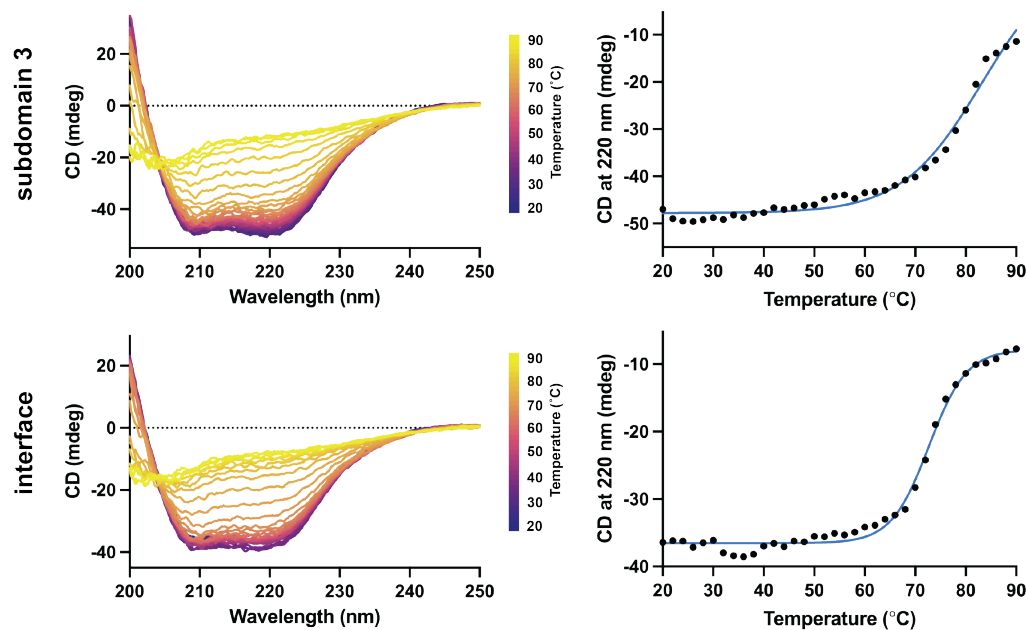 subdomain 3
CD (mdeg)
20
0
-20
-40
200 210 220 230 240 250
Wavelength (nm)
90
80
70
60
50
40
30
20
Temperature (°C)
CD at 220 nm (mdeg)
-10
-20
-30
-40
-50
20 30 40 50 60 70 80 90
Temperature (°C)
interface
CD (mdeg)
20
0
-20
-40
200 210 220 230 240 250
Wavelength (nm)
90
80
70
60
50
40
30
20
Temperature (°C)
CD at 220 nm (mdeg)
-10
-20
-30
-40
20 30 40 50 60 70 80 90
Temperature (°C)